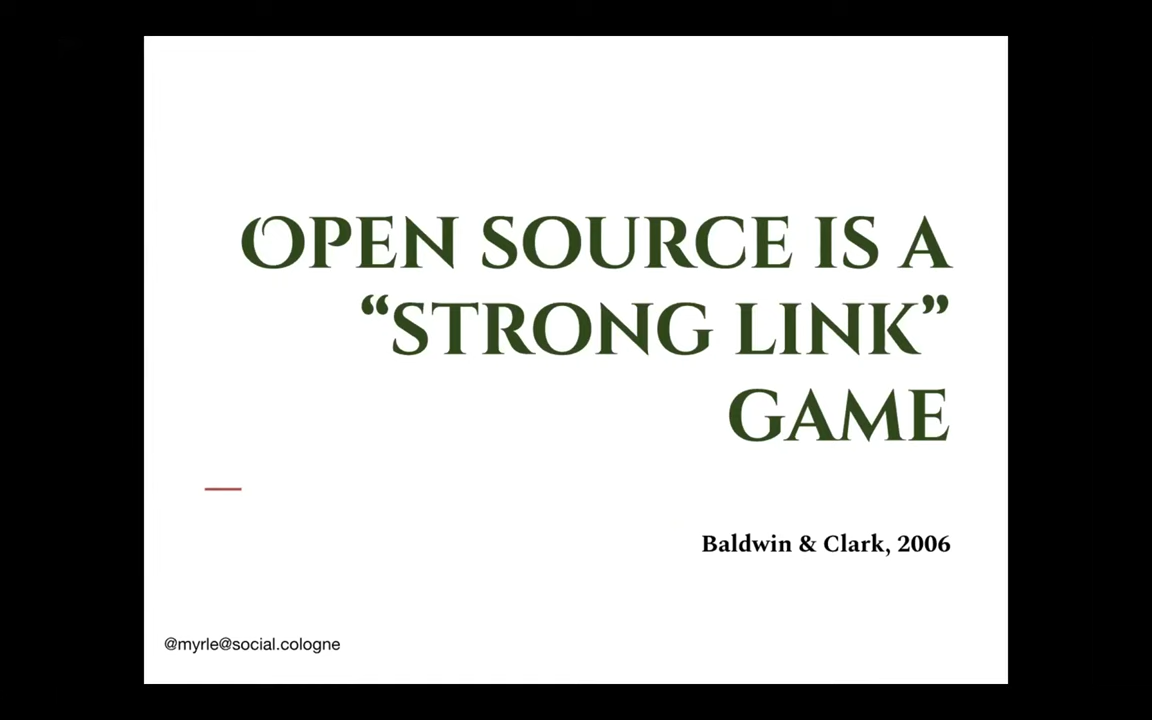 Open source is a
“strong link”
game
Baldwin & Clark, 2006
@myrle@social.cologne